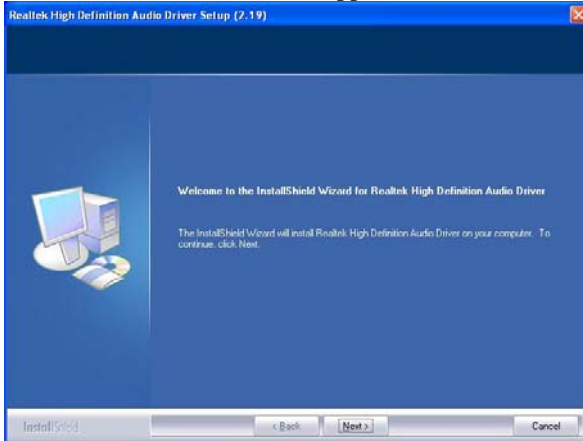 Realtek High Definition Audio Driver Setup (2.19)
Welcome to the InstallShield Wizard for Realtek High Definition Audio Driver
The InstallShield Wizard will install Realtek High Definition Audio Driver on your computer. To
continue, click Next.
InstallShield
< Back
Next >
Cancel